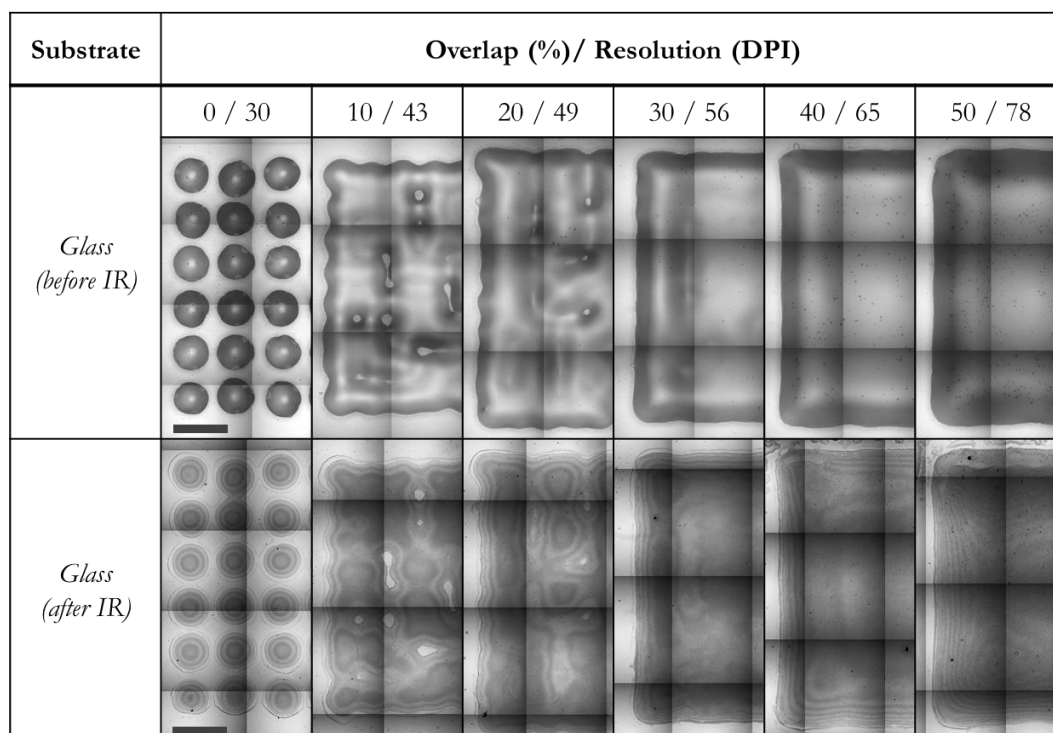 Substrate
Overlap (%)/ Resolution (DPI)
0 / 30
10 / 43
20 / 49
30 / 56
40 / 65
50 / 78
Glass
(before IR)
Glass
(after IR)